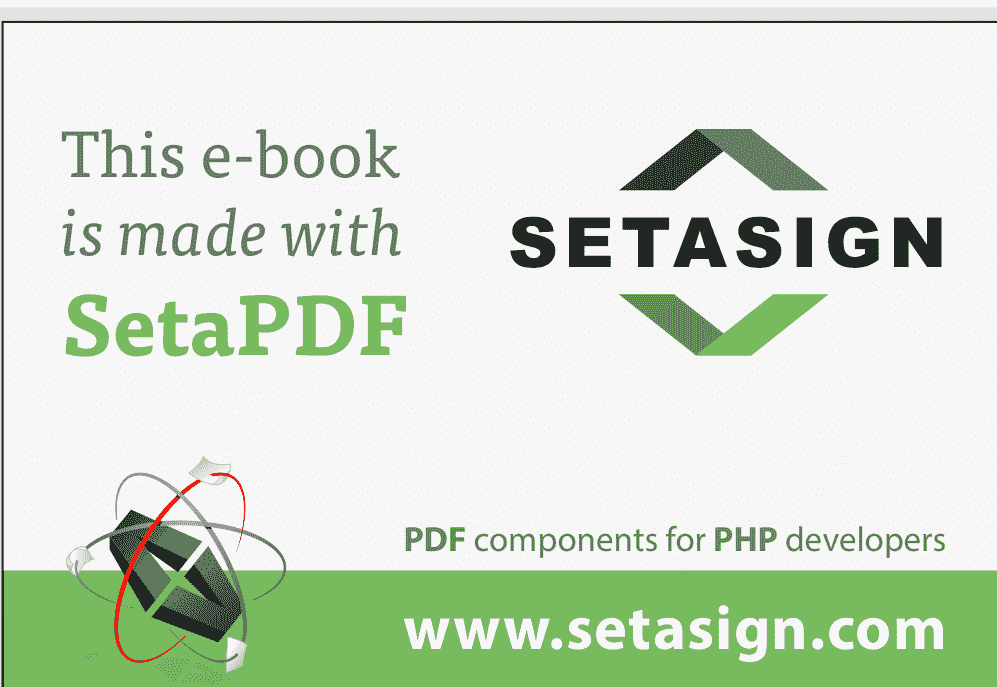 This e-book
is made with
SetaPDF
SETASIGN
PDF components for PHP developers
www.setasign.com